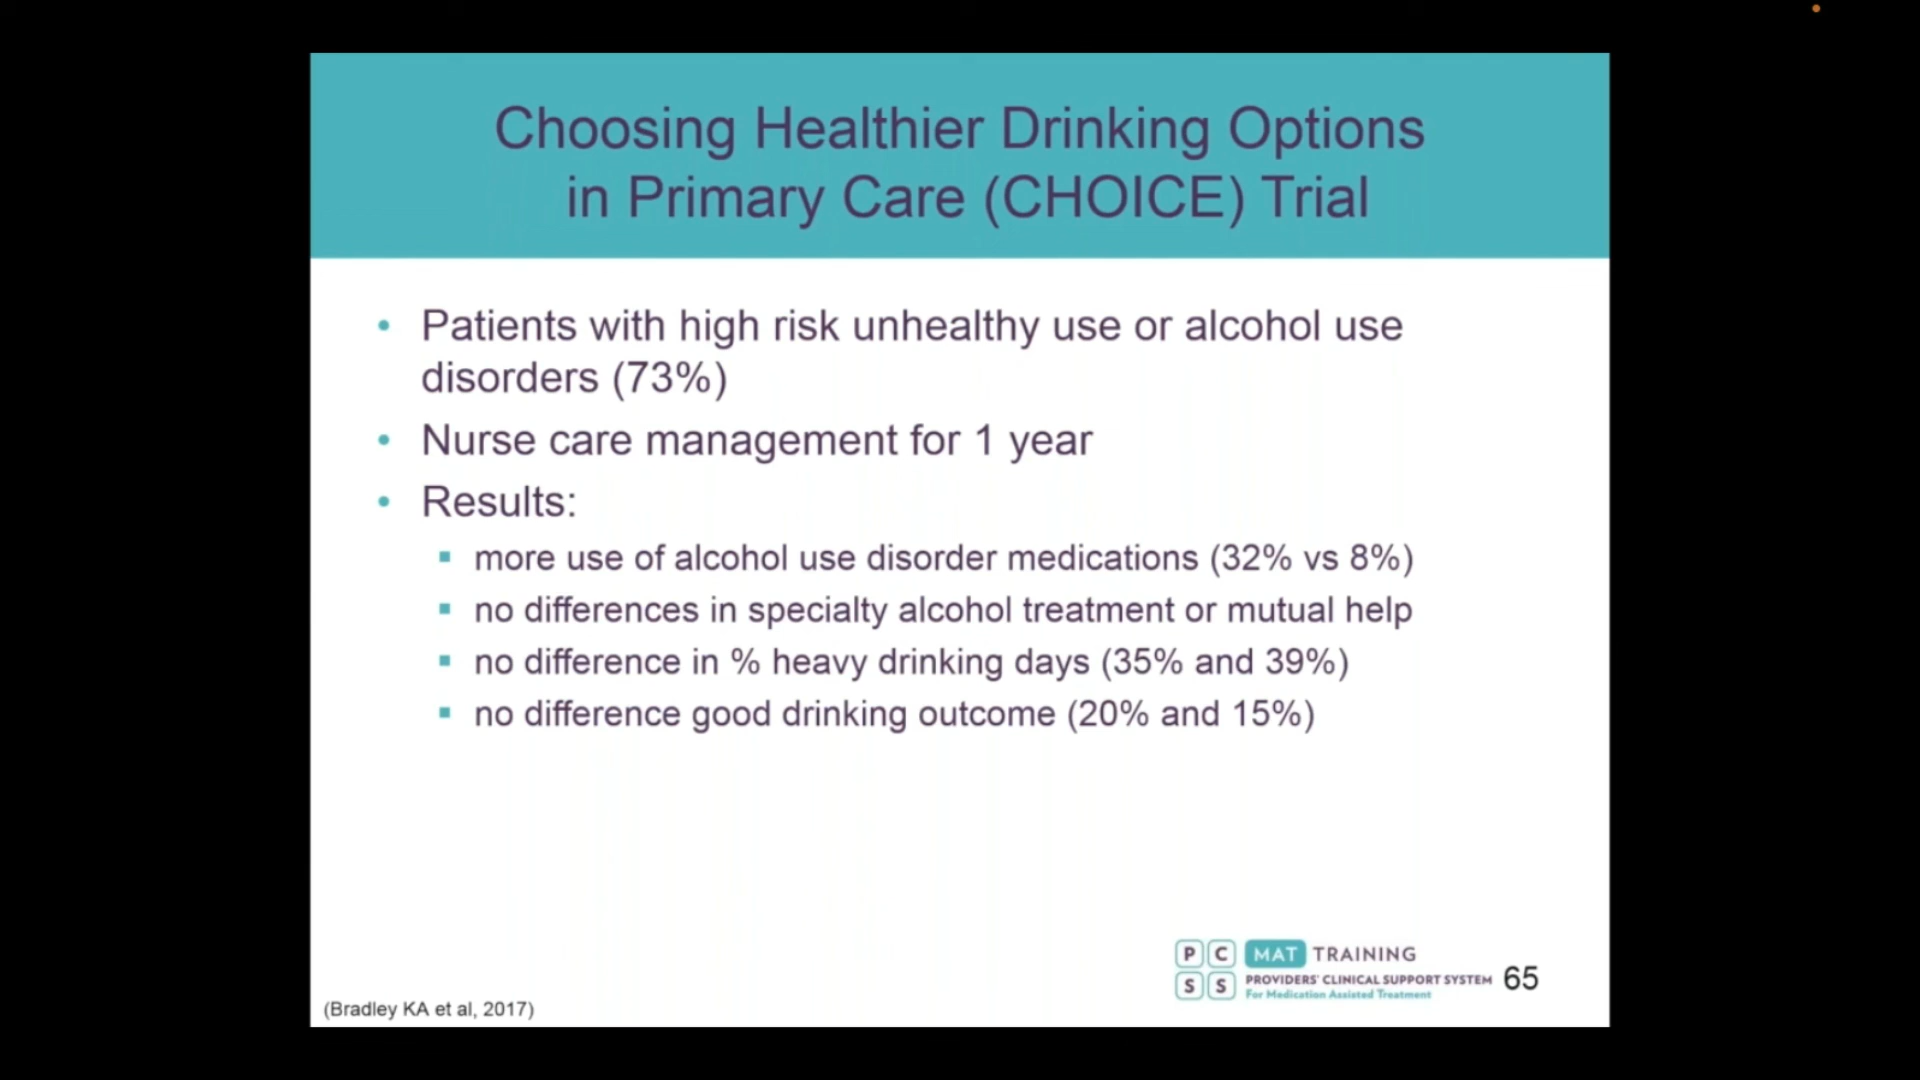 Choosing Healthier Drinking Options
in Primary Care (CHOICE) Trial
• Patients with high risk unhealthy use or alcohol use
disorders (73%)
• Nurse care management for 1 year
• Results:
▪ more use of alcohol use disorder medications (32% vs 8%)
▪ no differences in specialty alcohol treatment or mutual help
▪ no difference in % heavy drinking days (35% and 39%)
▪ no difference good drinking outcome (20% and 15%)
P C MAT TRAINING
S S PROVIDERS' CLINICAL SUPPORT SYSTEM 65
For Medication Assisted Treatment
(Bradley KA et al, 2017)